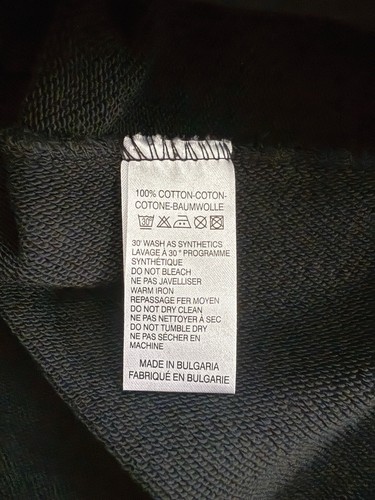 100% COTTON-COTON-
COTONE-BAUMWOLLE
30°
30° WASH AS SYNTHETICS
LAVAGE À 30° PROGRAMME
SYNTHÉTIQUE
DO NOT BLEACH
NE PAS JAVELLISER
WARM IRON
REPASSAGE FER MOYEN
DO NOT DRY CLEAN
NE PAS NETTOYER À SEC
DO NOT TUMBLE DRY
NE PAS SÈCHER EN
MACHINE
MADE IN BULGARIA
FABRIQUÉ EN BULGARIE